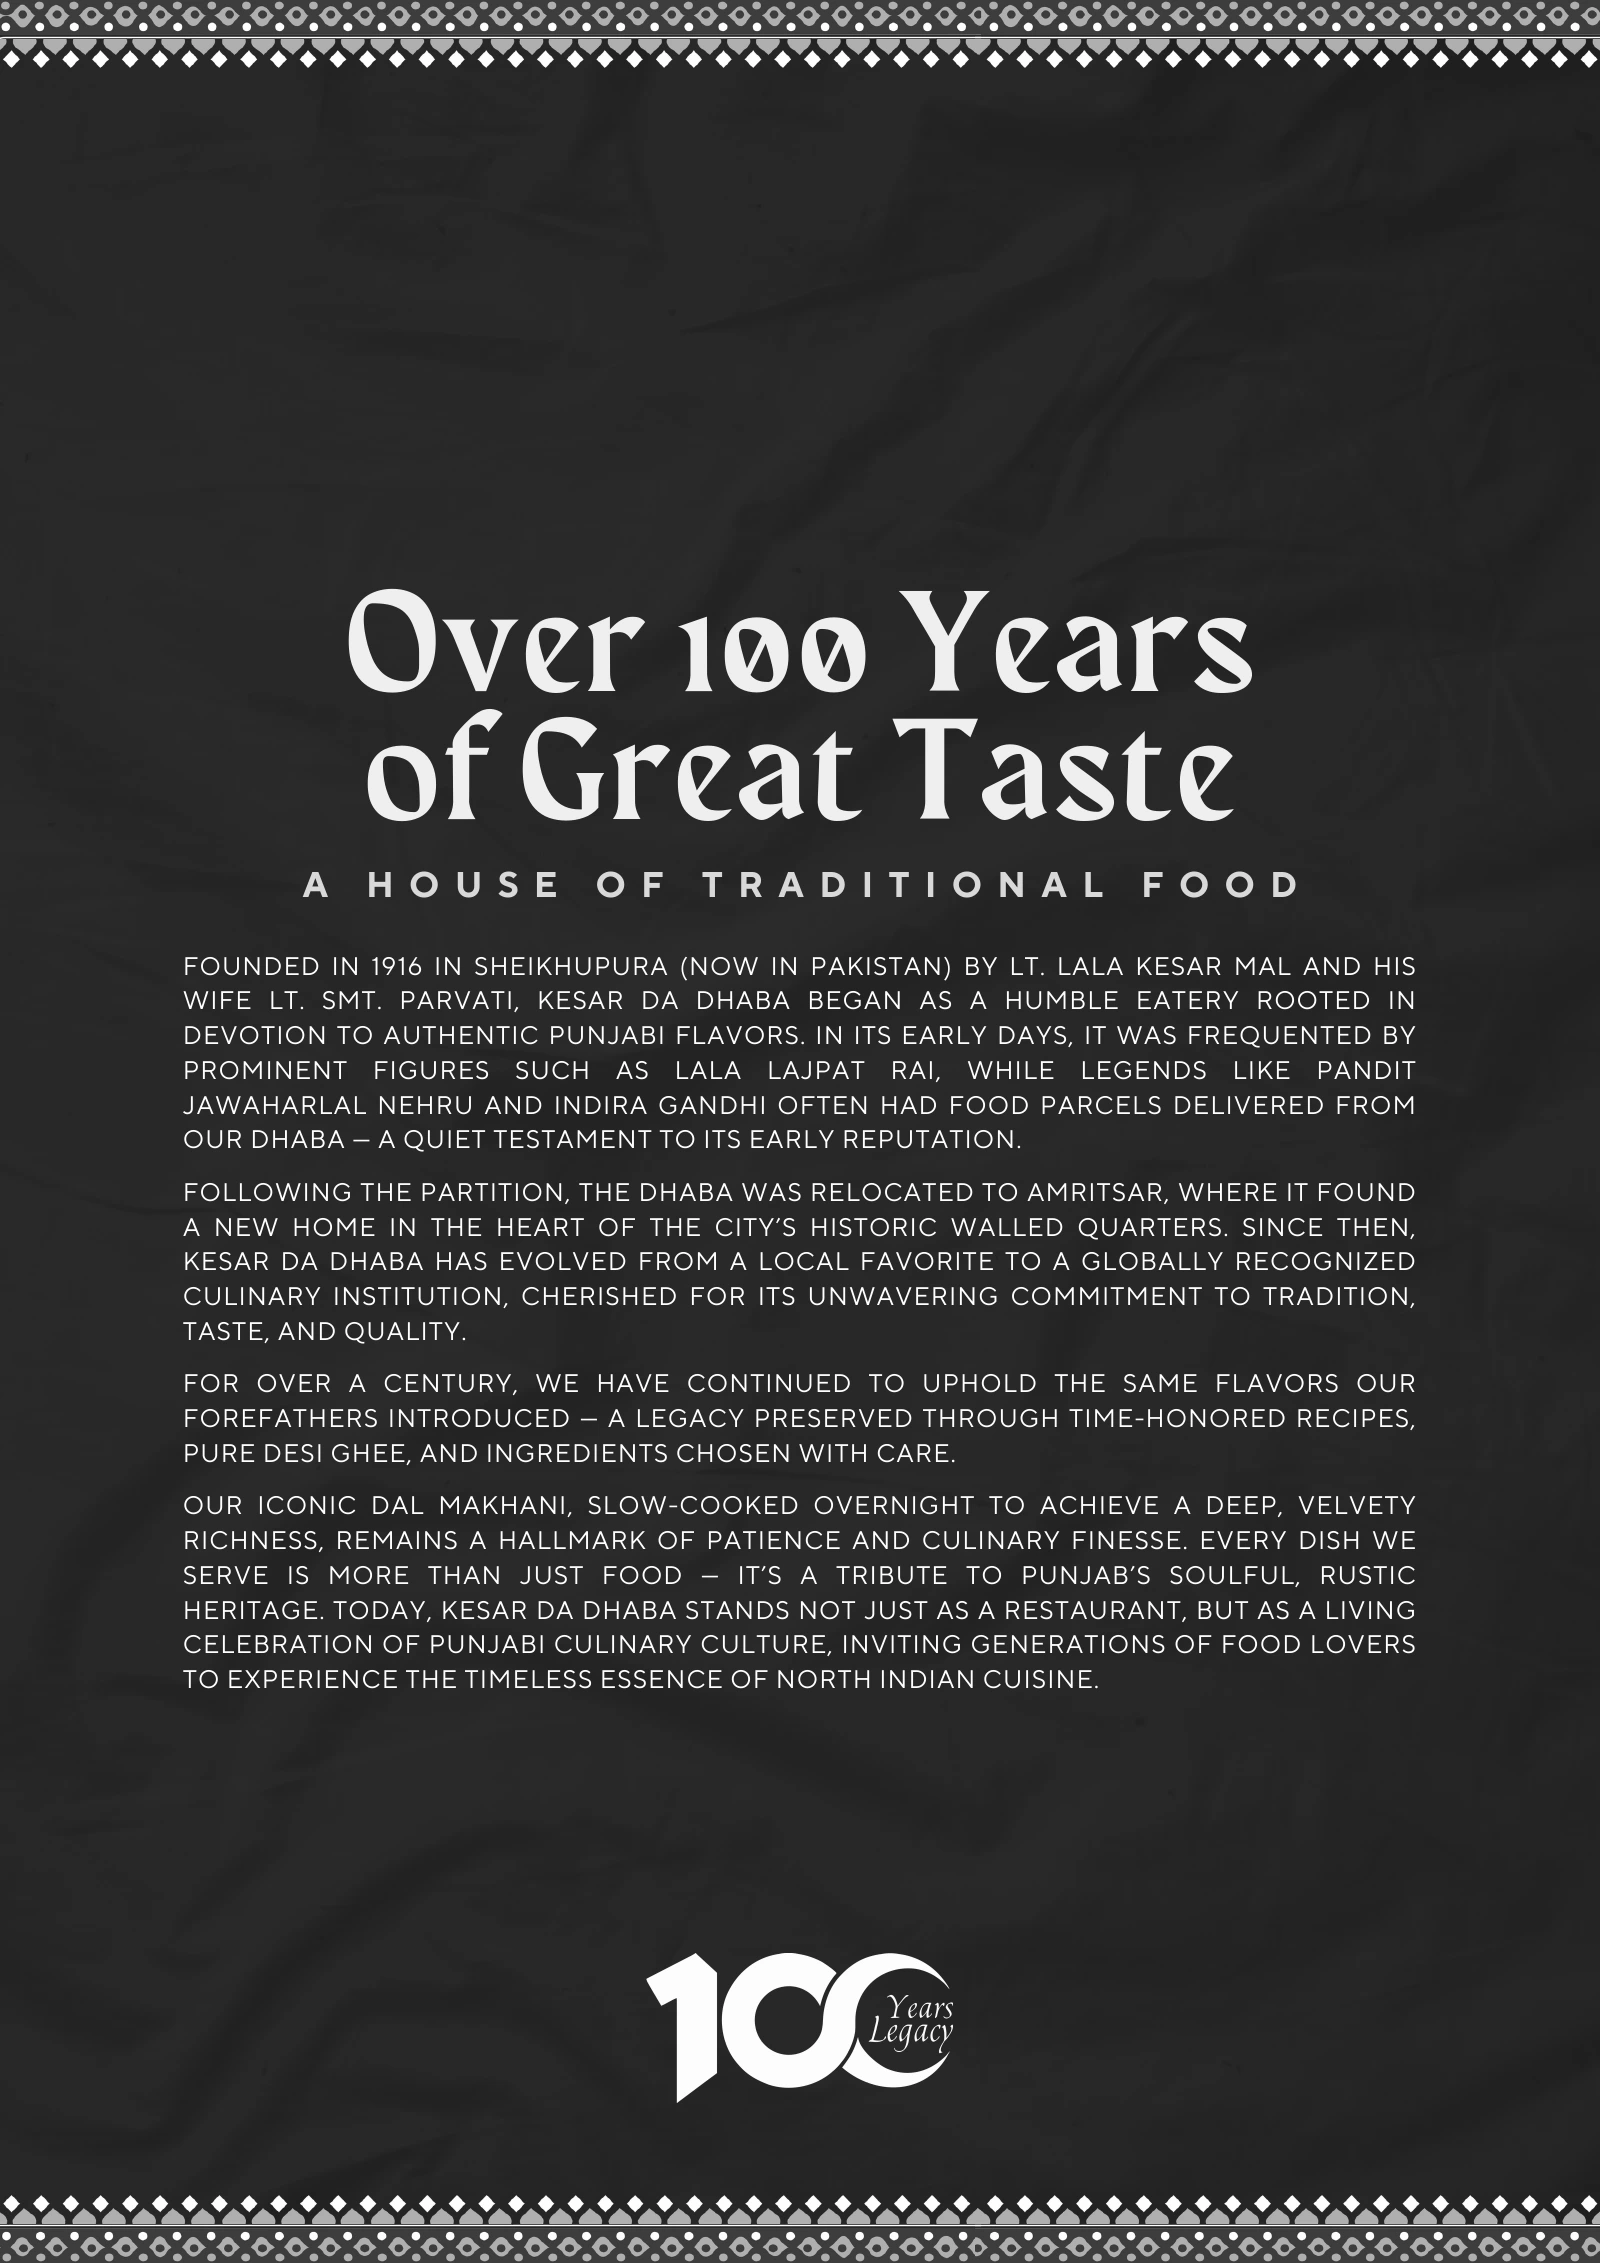 Over 100 Years
of Great Taste
A HOUSE OF TRADITIONAL FOOD
FOUNDED IN 1916 IN SHEIKHUPURA (NOW IN PAKISTAN) BY LT. LALA KESAR MAL AND HIS
WIFE LT. SMT. PARVATI, KESAR DA DHABA BEGAN AS A HUMBLE EATERY ROOTED IN
DEVOTION TO AUTHENTIC PUNJABI FLAVORS. IN ITS EARLY DAYS, IT WAS FREQUENTED BY
PROMINENT FIGURES SUCH AS LALA LAJPAT RAI, WHILE LEGENDS LIKE PANDIT
JAWAHARLAL NEHRU AND INDIRA GANDHI OFTEN HAD FOOD PARCELS DELIVERED FROM
OUR DHABA – A QUIET TESTAMENT TO ITS EARLY REPUTATION.
FOLLOWING THE PARTITION, THE DHABA WAS RELOCATED TO AMRITSAR, WHERE IT FOUND
A NEW HOME IN THE HEART OF THE CITY’S HISTORIC WALLED QUARTERS. SINCE THEN,
KESAR DA DHABA HAS EVOLVED FROM A LOCAL FAVORITE TO A GLOBALLY RECOGNIZED
CULINARY INSTITUTION, CHERISHED FOR ITS UNWAVERING COMMITMENT TO TRADITION,
TASTE, AND QUALITY.
FOR OVER A CENTURY, WE HAVE CONTINUED TO UPHOLD THE SAME FLAVORS OUR
FOREFATHERS INTRODUCED – A LEGACY PRESERVED THROUGH TIME-HONORED RECIPES,
PURE DESI GHEE, AND INGREDIENTS CHOSEN WITH CARE.
OUR ICONIC DAL MAKHANI, SLOW-COOKED OVERNIGHT TO ACHIEVE A DEEP, VELVETY
RICHNESS, REMAINS A HALLMARK OF PATIENCE AND CULINARY FINESSE. EVERY DISH WE
SERVE IS MORE THAN JUST FOOD – IT’S A TRIBUTE TO PUNJAB’S SOULFUL, RUSTIC
HERITAGE. TODAY, KESAR DA DHABA STANDS NOT JUST AS A RESTAURANT, BUT AS A LIVING
CELEBRATION OF PUNJABI CULINARY CULTURE, INVITING GENERATIONS OF FOOD LOVERS
TO EXPERIENCE THE TIMELESS ESSENCE OF NORTH INDIAN CUISINE.
100
Years
Legacy